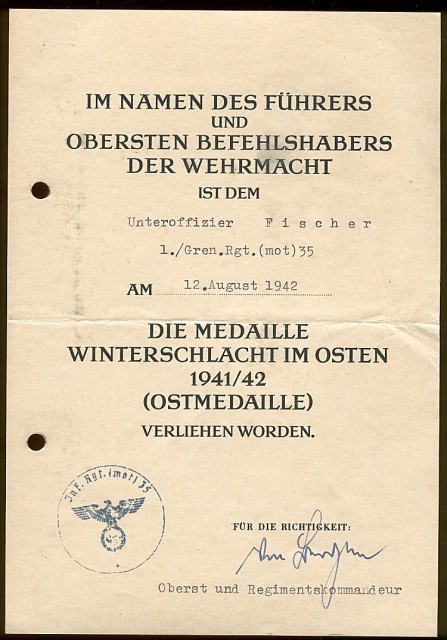 IM NAMEN DES FÜHRERS
UND
OBERSTEN BEFEHLSHABERS
DER WEHRMACHT
IST DEM
Unteroffizier Fischer
1./Gren.Rgt.(mot)35
AM 12.August 1942
DIE MEDAILLE
WINTERSCHLACHT IM OSTEN
1941/42
(OSTMEDAILLE)
VERLIEHEN WORDEN.
Inf. Rgt. (mot) 35
FÜR DIE RICHTIGKEIT:
Oberst und Regimentskommandeur